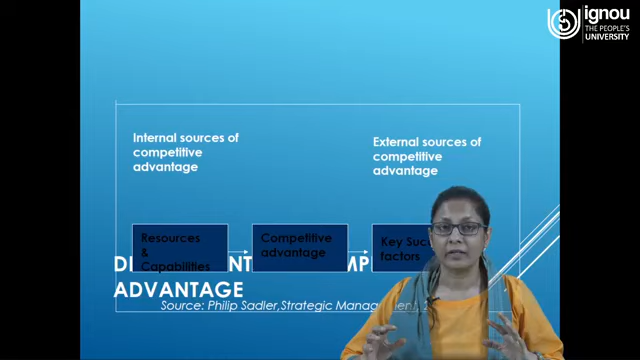 ignou
THE PEOPLE'S
UNIVERSITY
Internal sources of
competitive
advantage
External sources of
competitive
advantage
Resources
&
Capabilities
Competitive
advantage
Key
factors
ADVANTAGE
Source: Philip Sadler,Strategic Management,